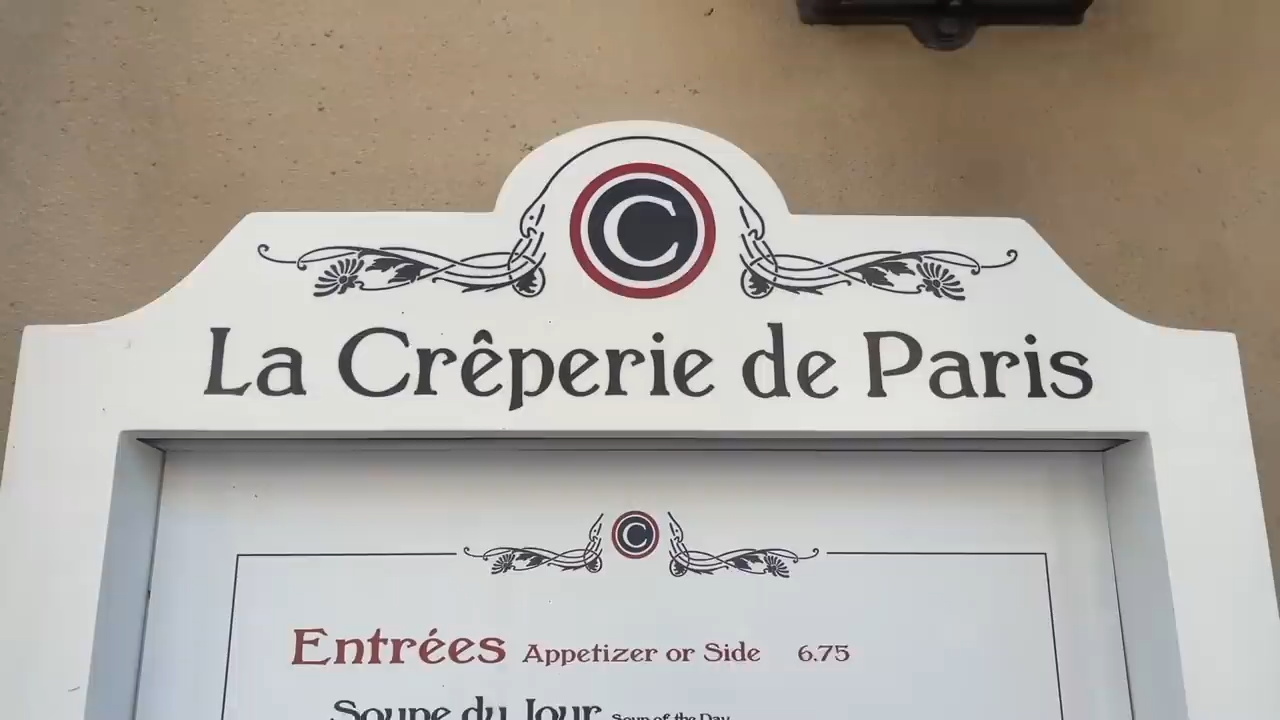 C
La Crêperie de Paris
C
Entrées Appetizer or Side 6.75
Soupe du Jour Soup of the Day